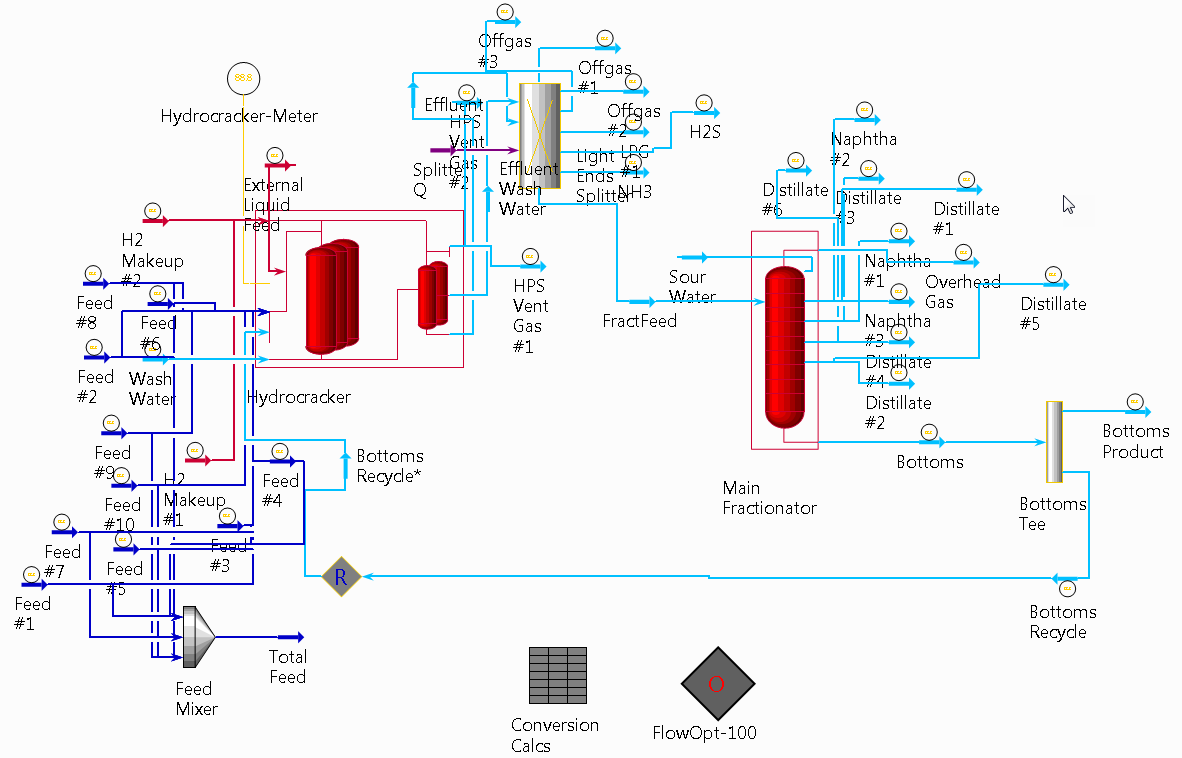 Offgas
#3
Offgas
#1
Offgas
#2
H2S
Effluent
HPS
Vent
Gas
#2
LPG
#1
NH3
Light
Ends
Splitter
Splitter
Q
Effluent
Wash
Water
Hydrocracker-Meter
External
Liquid
Feed
H2
Makeup
#2
Feed
#8
Feed
#6
Feed
#2
Wash
Water
Hydrocracker
HPS
Vent
Gas
#1
Sour
Water
FractFeed
Naphtha
#2
Distillate
#6
Distillate
#3
Distillate
#1
Naphtha
#1
Overhead
Gas
Distillate
#5
Naphtha
#3
Distillate
#4
Distillate
#2
Bottoms
Bottoms
Product
Bottoms
Tee
Main
Fractionator
Feed
#9
Feed
#10
H2
Makeup
#1
Feed
#4
Bottoms
Recycle*
Feed
#3
Feed
#7
Feed
#5
Feed
#1
R
Bottoms
Recycle
Total
Feed
Feed
Mixer
O
Conversion
Calcs
FlowOpt-100